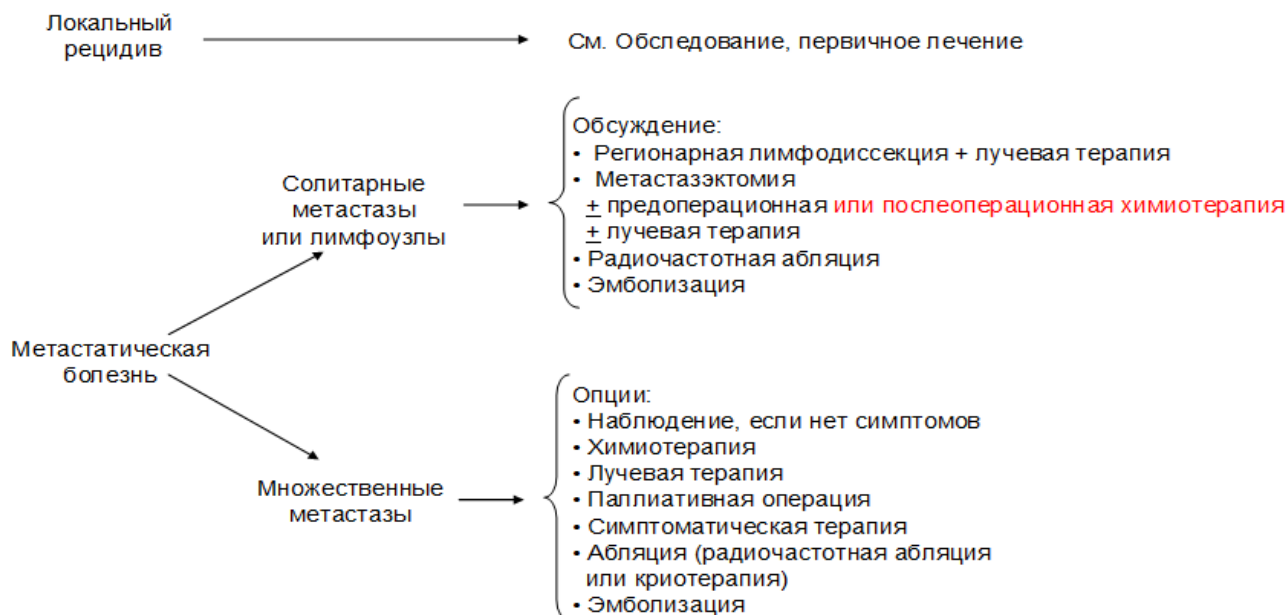 Локальный
рецидив
См. Обследование, первичное лечение
Солитарные
метастазы
или лимфоузлы
Обсуждение:
• Регионарная лимфодиссекция + лучевая терапия
• Метастазэктомия
+ предоперационная или послеоперационная химиотерапия
+ лучевая терапия
• Радиочастотная абляция
• Эмболизация
Метастатическая
болезнь
Множественные
метастазы
Опции:
• Наблюдение, если нет симптомов
• Химиотерапия
• Лучевая терапия
• Паллиативная операция
• Симптоматическая терапия
• Абляция (радиочастотная абляция
или криотерапия)
• Эмболизация